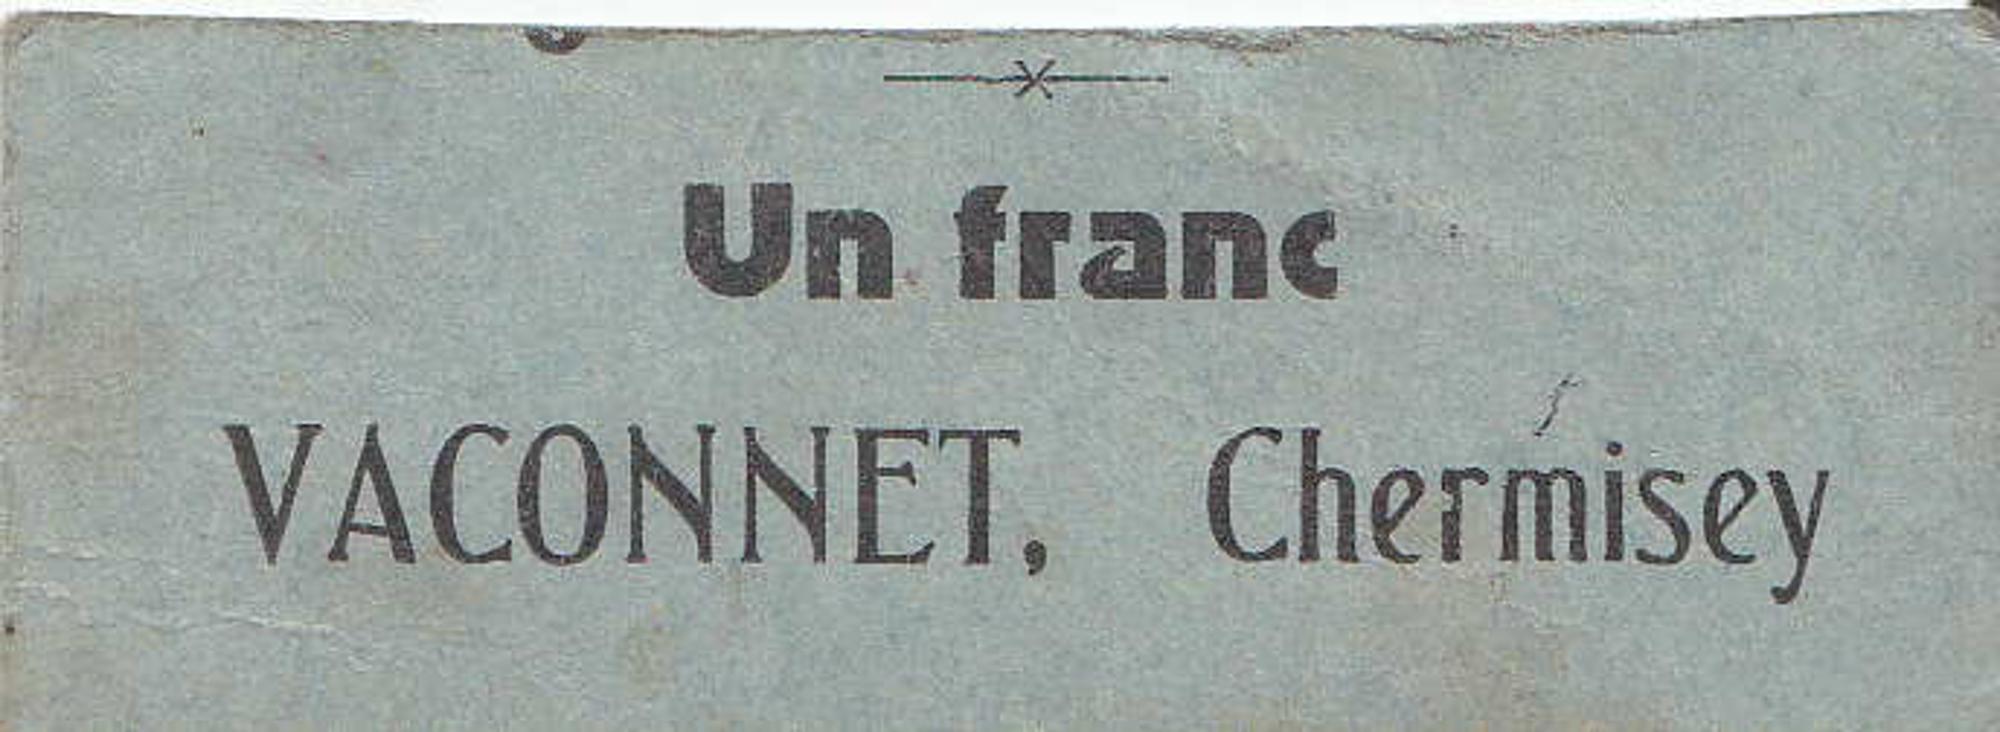 Un franc
VACONNET, Chermisey